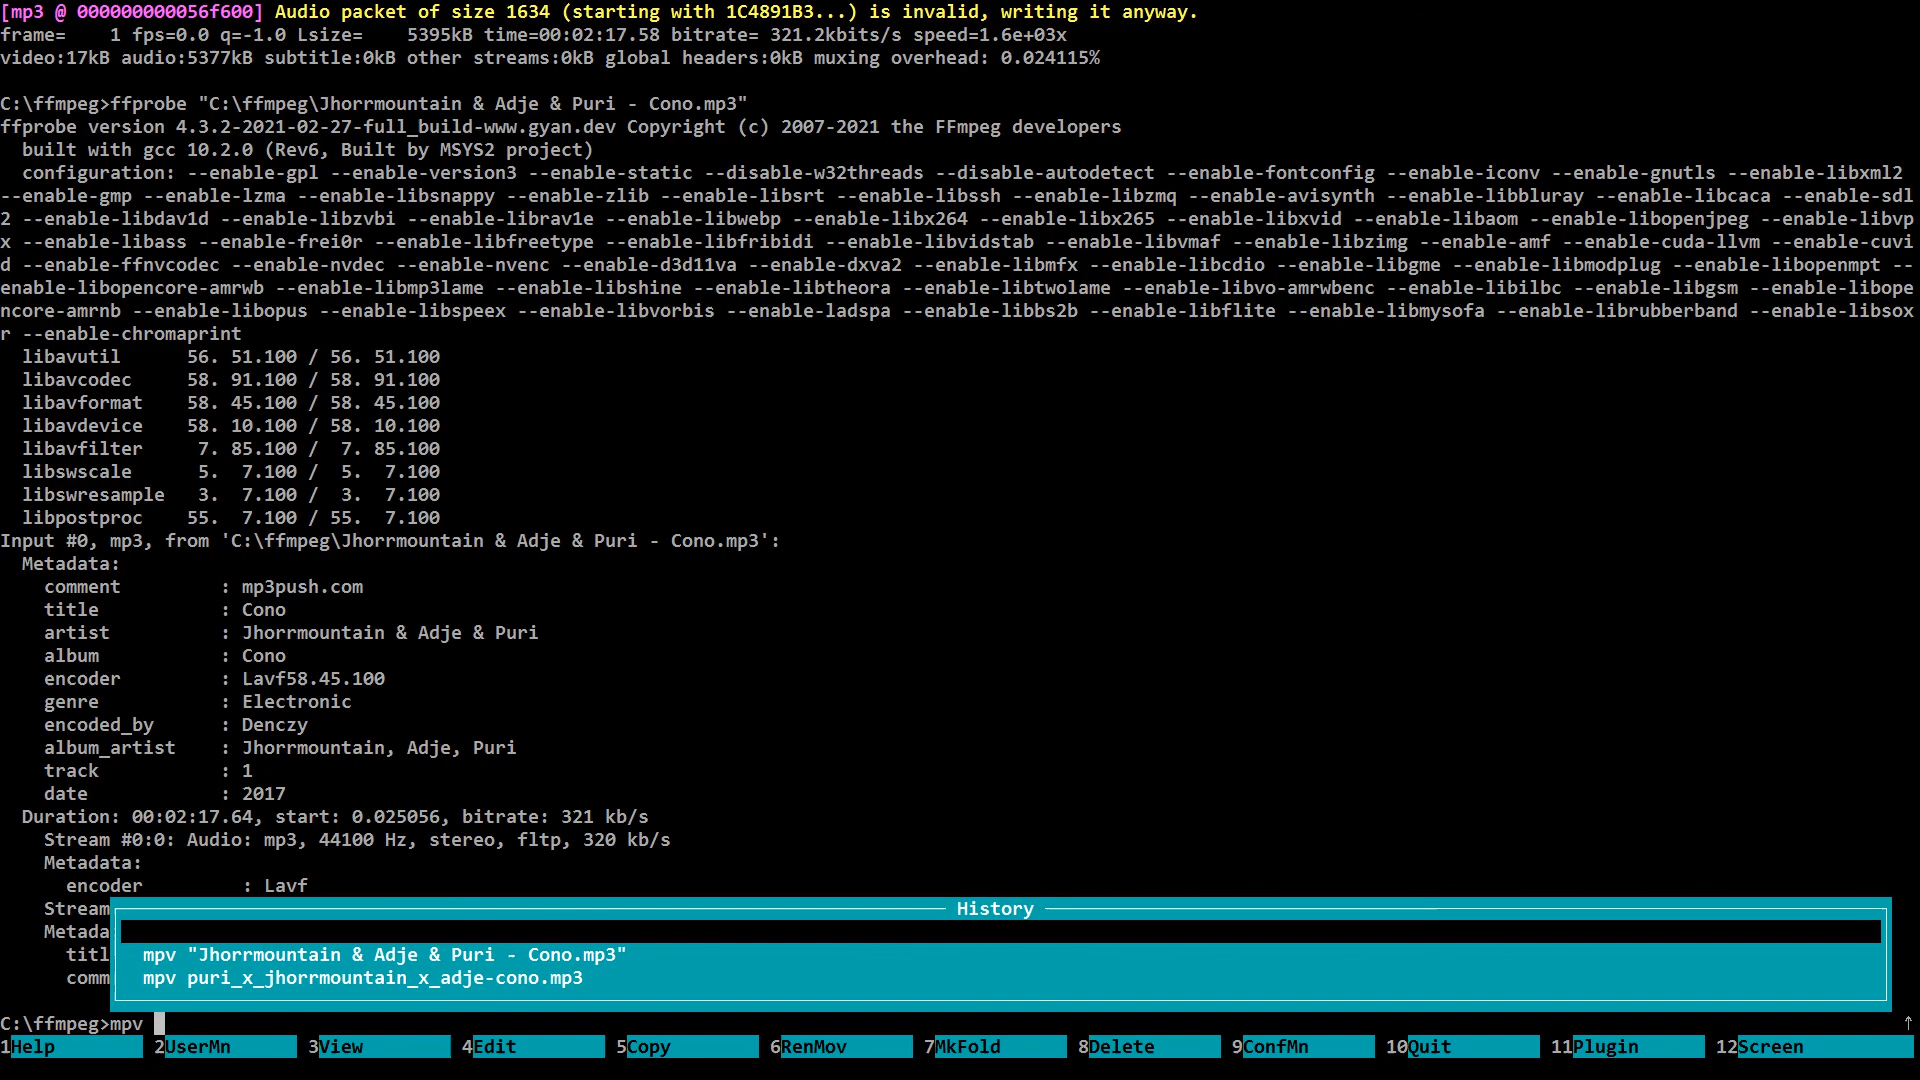 [mp3 @ 000000000056f600] Audio packet of size 1634 (starting with 1C4891B3...) is invalid, writing it anyway.
frame=    1 fps=0.0 q=-1.0 Lsize=    5395kB time=00:02:17.58 bitrate= 321.2kbits/s speed=1.6e+03x
video:17kB audio:5377kB subtitle:0kB other streams:0kB global headers:0kB muxing overhead: 0.024115%
C:\ffmpeg>ffprobe "C:\ffmpeg\Jhorrmountain & Adje & Puri - Cono.mp3"
ffprobe version 4.3.2-2021-02-27-full_build-www.gyan.dev Copyright (c) 2007-2021 the FFmpeg developers
  built with gcc 10.2.0 (Rev6, Built by MSYS2 project)
  configuration: --enable-gpl --enable-version3 --enable-static --disable-w32threads --disable-autodetect --enable-fontconfig --enable-iconv --enable-gnutls --enable-libxml2
--enable-gmp --enable-lzma --enable-libsnappy --enable-zlib --enable-libsrt --enable-libssh --enable-libzmq --enable-avisynth --enable-libbluray --enable-libcaca --enable-sdl
2 --enable-libdav1d --enable-libzvbi --enable-librav1e --enable-libwebp --enable-libx264 --enable-libx265 --enable-libxvid --enable-libaom --enable-libopenjpeg --enable-libvp
x --enable-libass --enable-frei0r --enable-libfreetype --enable-libfribidi --enable-libvidstab --enable-libvmaf --enable-libzimg --enable-amf --enable-cuda-llvm --enable-cuvi
d --enable-ffnvcodec --enable-nvdec --enable-nvenc --enable-d3d11va --enable-dxva2 --enable-libmfx --enable-libcdio --enable-libgme --enable-libmodplug --enable-libopenmpt --
enable-libopencore-amrwb --enable-libmp3lame --enable-libshine --enable-libtheora --enable-libtwolame --enable-libvo-amrwbenc --enable-libilbc --enable-libgsm --enable-libope
ncore-amrnb --enable-libopus --enable-libspeex --enable-libvorbis --enable-ladspa --enable-libbs2b --enable-libflite --enable-libmysofa --enable-librubberband --enable-libsox
r --enable-chromaprint
  libavutil      56. 51.100 / 56. 51.100
  libavcodec     58. 91.100 / 58. 91.100
  libavformat    58. 45.100 / 58. 45.100
  libavdevice    58. 10.100 / 58. 10.100
  libavfilter     7. 85.100 /  7. 85.100
  libswscale      5.  7.100 /  5.  7.100
  libswresample   3.  7.100 /  3.  7.100
  libpostproc    55.  7.100 / 55.  7.100
Input #0, mp3, from 'C:\ffmpeg\Jhorrmountain & Adje & Puri - Cono.mp3':
  Metadata:
    comment         : mp3push.com
    title           : Cono
    artist          : Jhorrmountain & Adje & Puri
    album           : Cono
    encoder         : Lavf58.45.100
    genre           : Electronic
    encoded_by      : Denczy
    album_artist    : Jhorrmountain, Adje, Puri
    track           : 1
    date            : 2017
  Duration: 00:02:17.64, start: 0.025056, bitrate: 321 kb/s
    Stream #0:0: Audio: mp3, 44100 Hz, stereo, fltp, 320 kb/s
    Metadata:
      encoder         : Lavf
    Stream
History
    Metada
      titl
mpv "Jhorrmountain & Adje & Puri - Cono.mp3"
      comm
mpv puri_x_jhorrmountain_x_adje-cono.mp3
C:\ffmpeg>mpv ↑
1Help 2UserMn 3View 4Edit 5Copy 6RenMov 7MkFold 8Delete 9ConfMn 10Quit 11Plugin 12Screen